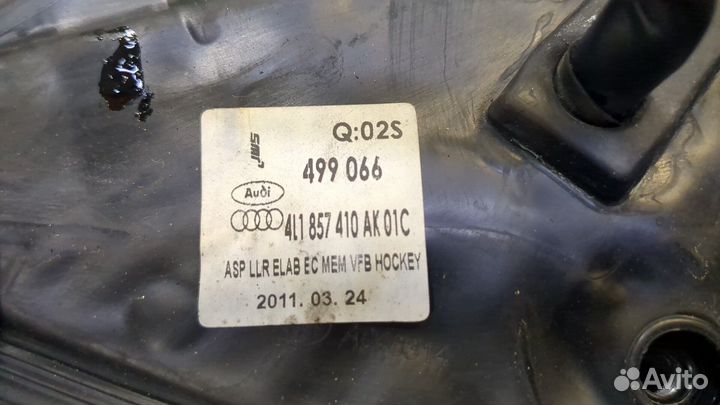 Q:02S
SMR
499 066
Audi
4L1 857 410 AK 01C
ASP LLR ELAB EC MEM VFB HOCKEY
2011. 03. 24
Avito